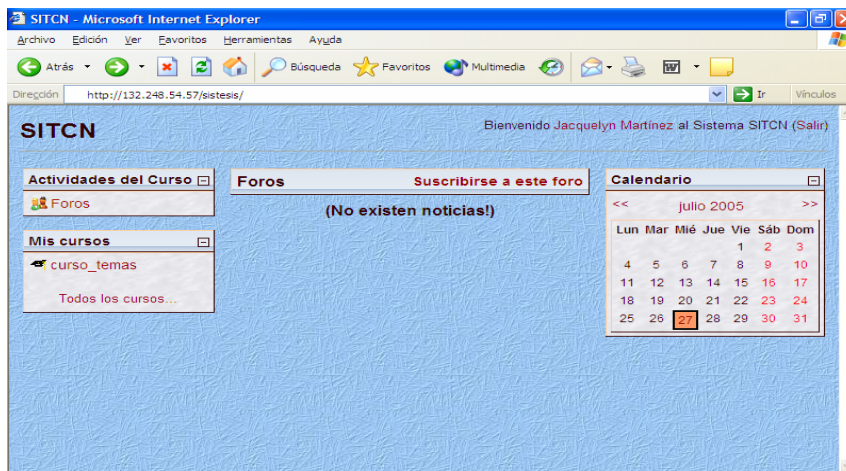 SITCN - Microsoft Internet Explorer
Archivo Edición Ver Favoritos Herramientas Ayuda
Atrás Búsqueda Favoritos Multimedia
Dirección http://132.248.54.57/sistesis/ Ir Vínculos
SITCN
Bienvenido Jacquelyn Martínez al Sistema SITCN (Salir)
Actividades del Curso
Foros
Mis cursos
curso_temas
Todos los cursos...
Foros Suscribirse a este foro
(No existen noticias!)
Calendario
<< julio 2005 >>
Lun Mar Mié Jue Vie Sáb Dom
1 2 3
4 5 6 7 8 9 10
11 12 13 14 15 16 17
18 19 20 21 22 23 24
25 26 27 28 29 30 31